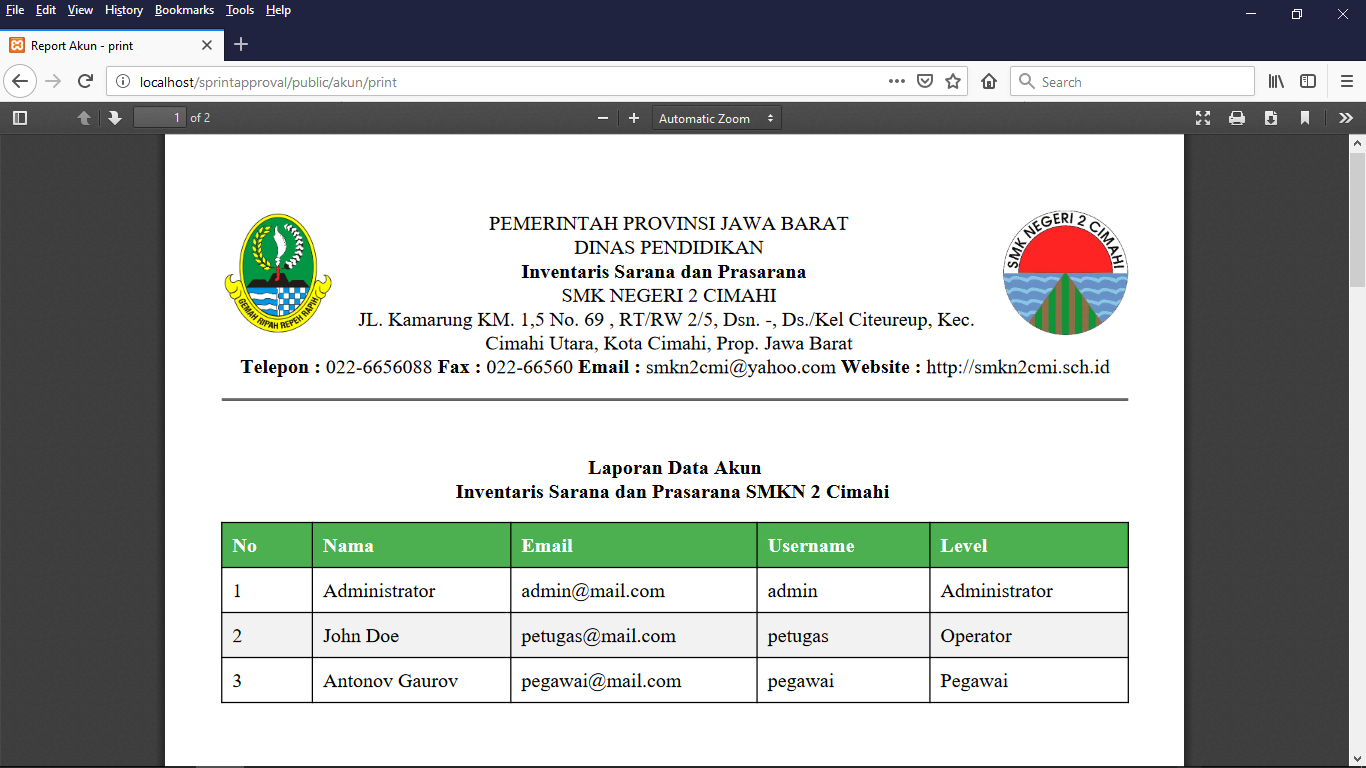 File Edit View History Bookmarks Tools Help
Report Akun - print
localhost/sprintapproval/public/akun/print
Search
1 of 2
Automatic Zoom
PEMERINTAH PROVINSI JAWA BARAT
DINAS PENDIDIKAN
Inventaris Sarana dan Prasarana
SMK NEGERI 2 CIMAHI
JL. Kamarung KM. 1,5 No. 69 , RT/RW 2/5, Dsn. -, Ds./Kel Citeureup, Kec.
Cimahi Utara, Kota Cimahi, Prop. Jawa Barat
Telepon : 022-6656088 Fax : 022-66560 Email : smkn2cmi@yahoo.com Website : http://smkn2cmi.sch.id
GEMAH RIPAH REPEH RAPIH
SMK NEGERI 2 CIMAHI
Laporan Data Akun
Inventaris Sarana dan Prasarana SMKN 2 Cimahi
No Nama Email Username Level
1 Administrator admin@mail.com admin Administrator
2 John Doe petugas@mail.com petugas Operator
3 Antonov Gaurov pegawai@mail.com pegawai Pegawai